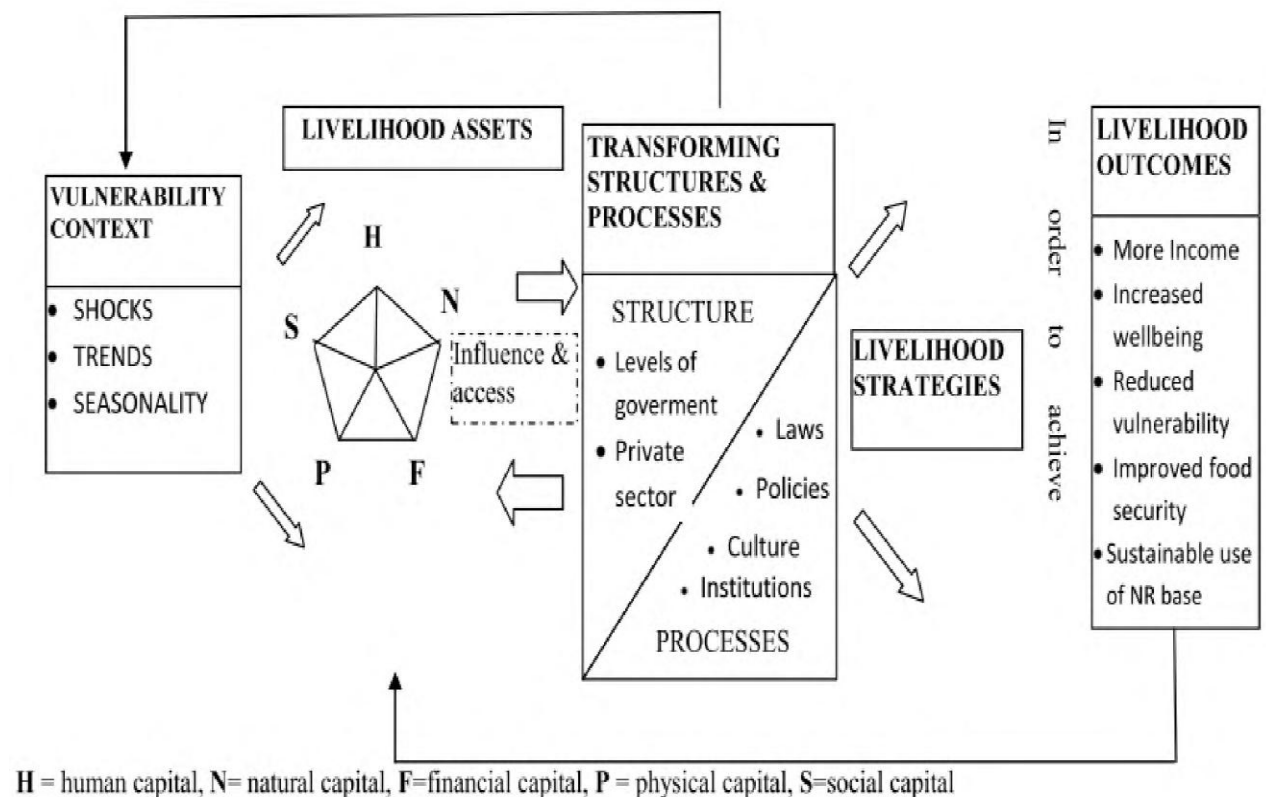 LIVELIHOOD ASSETS
VULNERABILITY
CONTEXT
• SHOCKS
• TRENDS
• SEASONALITY
H
N
S
P
F
Influence &
access
TRANSFORMING
STRUCTURES &
PROCESSES
STRUCTURE
• Levels of
goverment
• Private
sector
• Laws
• Policies
• Culture
• Institutions
PROCESSES
LIVELIHOOD
STRATEGIES
In order to achieve
LIVELIHOOD
OUTCOMES
• More Income
• Increased
wellbeing
• Reduced
vulnerability
• Improved food
security
• Sustainable use
of NR base
H = human capital, N= natural capital, F=financial capital, P = physical capital, S=social capital